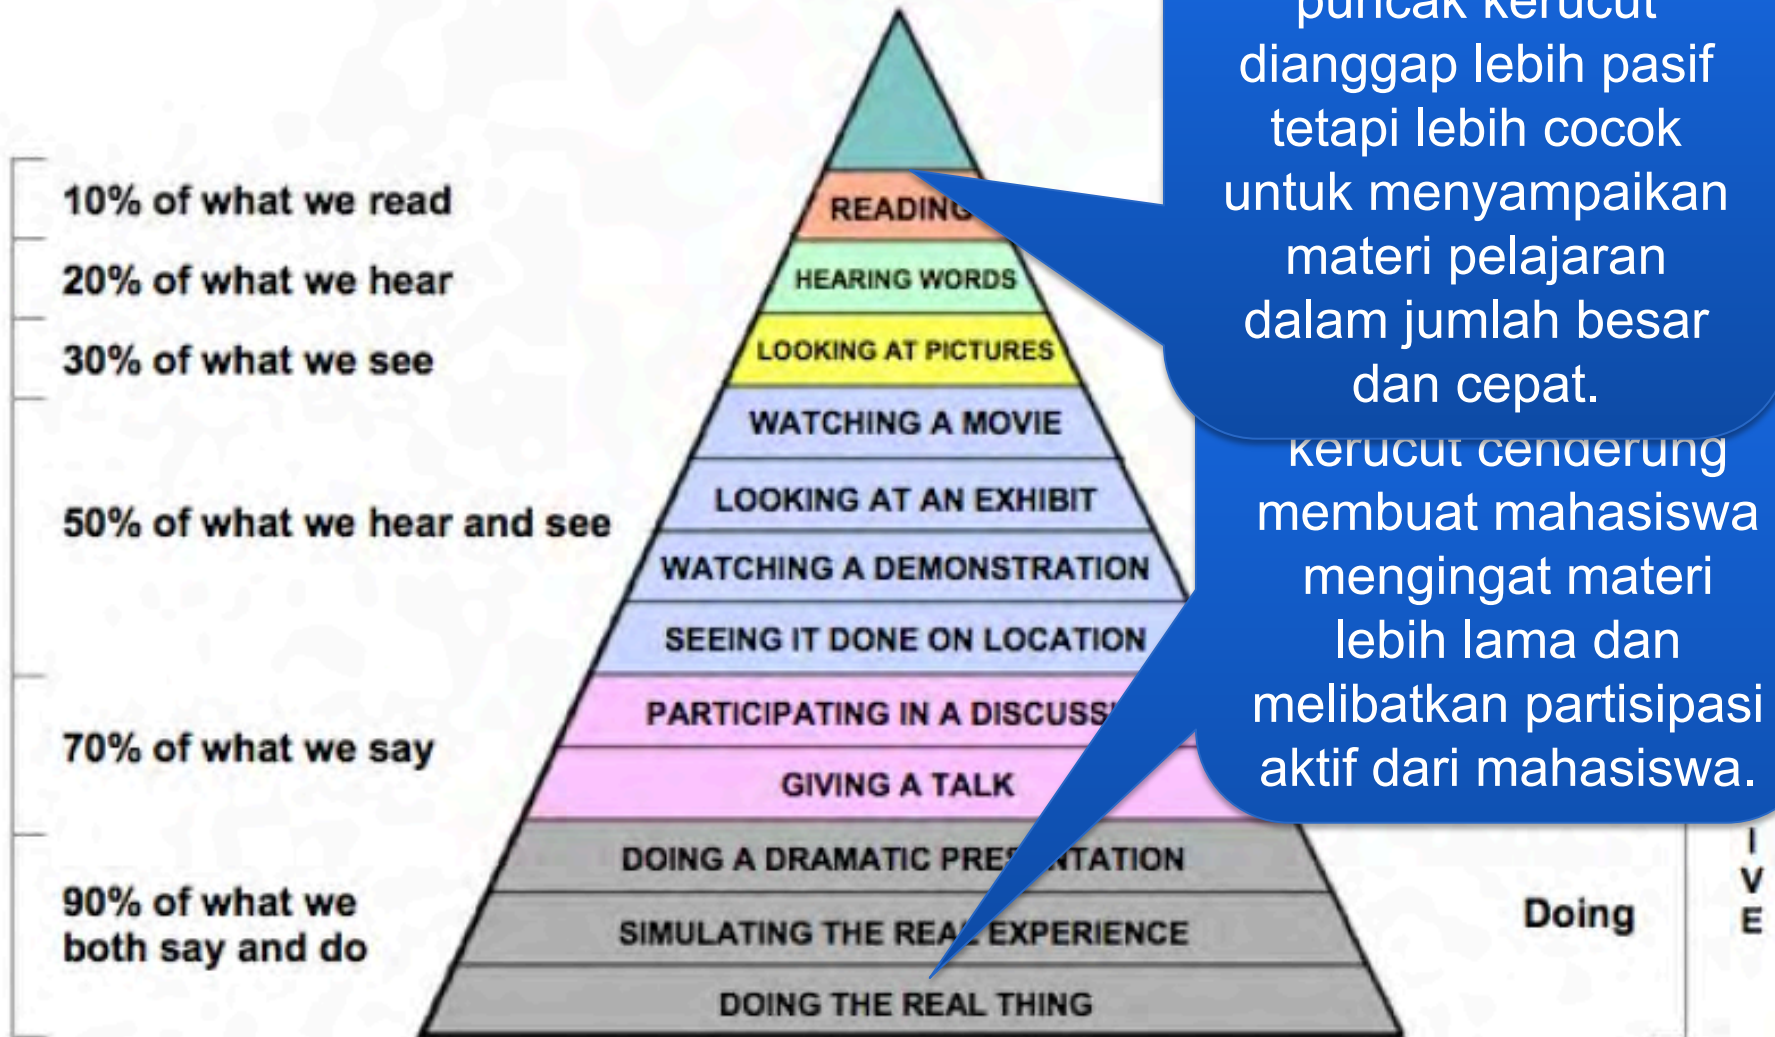 10% of what we read
20% of what we hear
30% of what we see
50% of what we hear and see
70% of what we say
90% of what we
both say and do
READING
HEARING WORDS
LOOKING AT PICTURES
WATCHING A MOVIE
LOOKING AT AN EXHIBIT
WATCHING A DEMONSTRATION
SEEING IT DONE ON LOCATION
PARTICIPATING IN A DISCUSSI
GIVING A TALK
DOING A DRAMATIC PRESENTATION
SIMULATING THE REAL EXPERIENCE
DOING THE REAL THING
puncak kerucut
dianggap lebih pasif
tetapi lebih cocok
untuk menyampaikan
materi pelajaran
dalam jumlah besar
dan cepat.
kerucut cenderung
membuat mahasiswa
mengingat materi
lebih lama dan
melibatkan partisipasi
aktif dari mahasiswa.
Doing
I
V
E